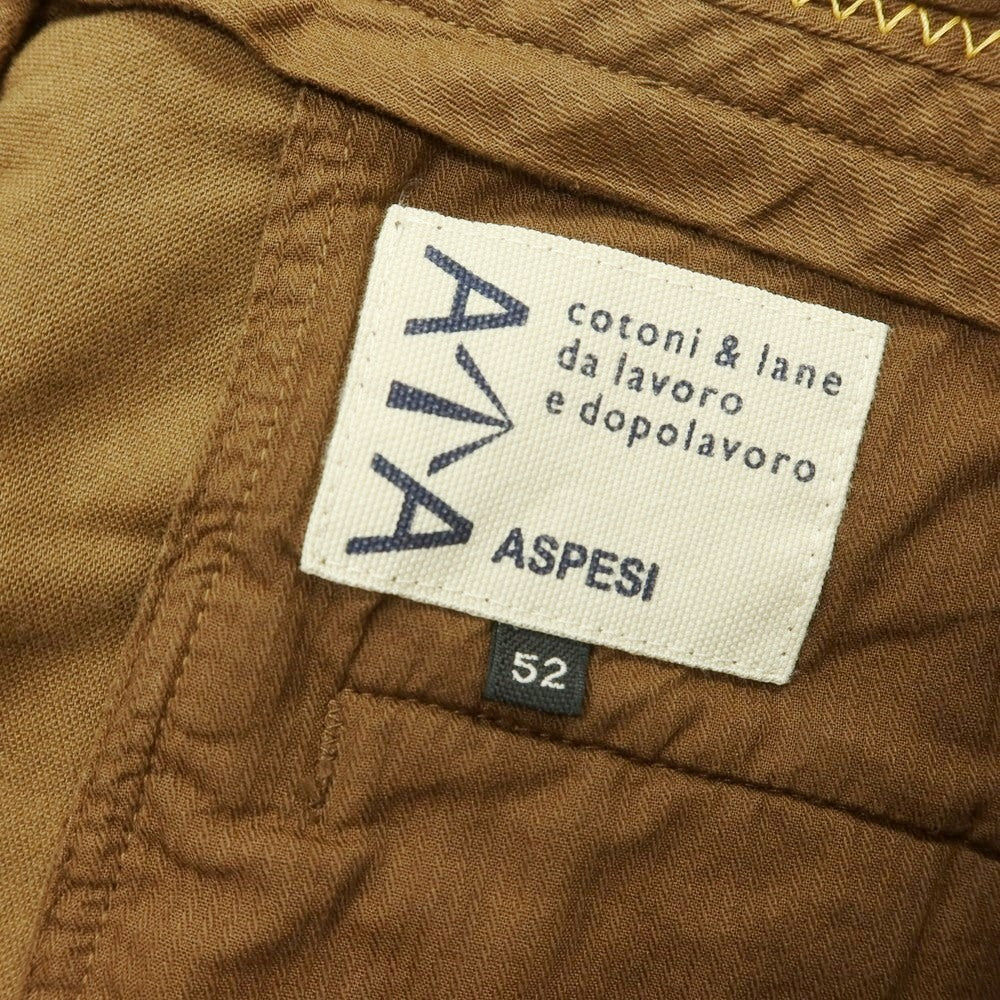 cotoni & lane
da lavoro
e dopolavoro
ASPESI
52